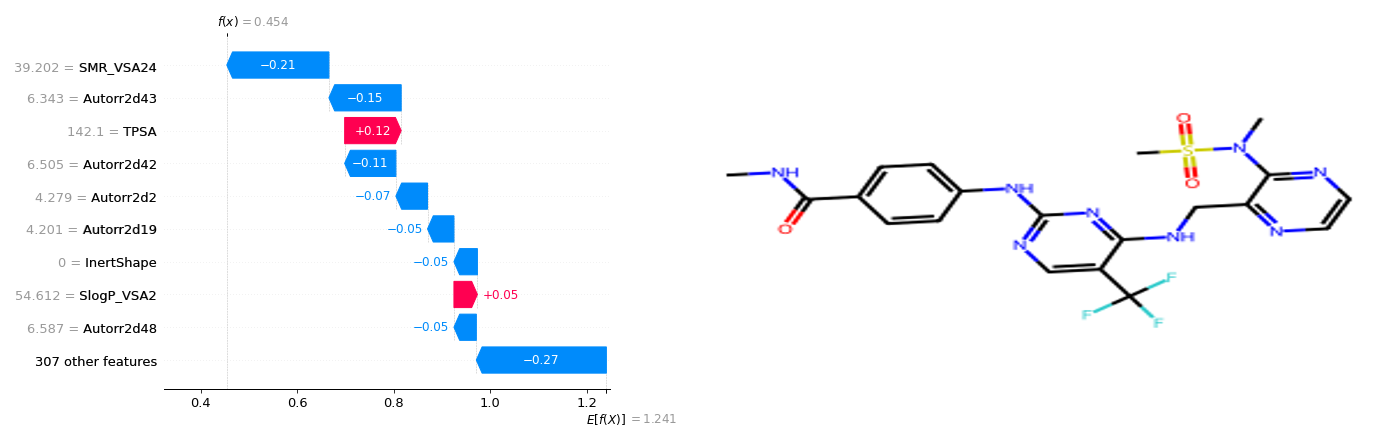 f(x) = 0.454
39.202 = SMR_VSA24
−0.21
6.343 = Autorr2d43
−0.15
142.1 = TPSA
+0.12
6.505 = Autorr2d42
−0.11
4.279 = Autorr2d2
−0.07
4.201 = Autorr2d19
−0.05
0 = InertShape
−0.05
54.612 = SlogP_VSA2
+0.05
6.587 = Autorr2d48
−0.05
307 other features
−0.27
0.4 0.6 0.8 1.0 1.2
E[f(X)] = 1.241
O
N
S
N
NH
NH
O
N
N
O
N
NH
N
F
F
F